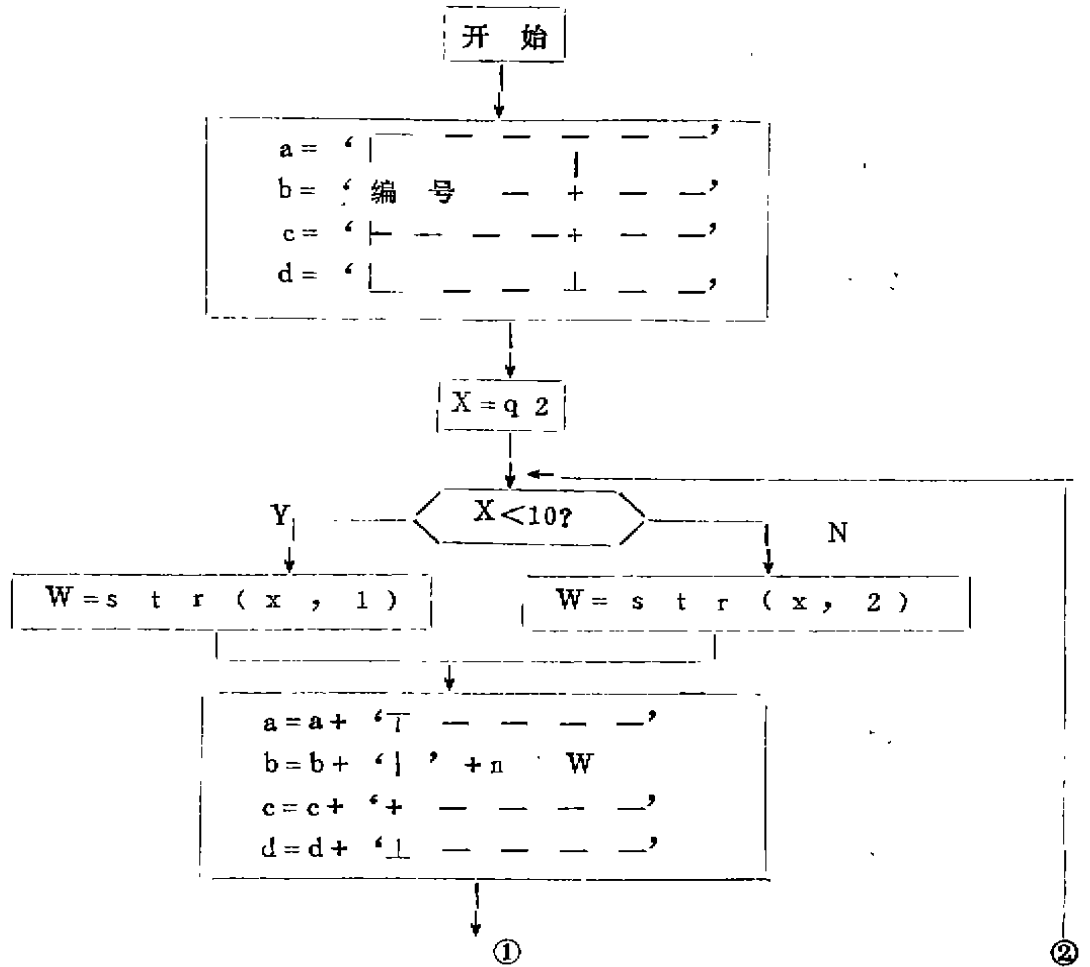 开 始
a = ‘┌─ ─ ─ ─ ─ ─’
b = ‘编 号 ─ + ─ ─’
c = ‘├ ─ ─ ─ + ─ ─’
d = ‘└─ ─ ─ ⊥ ─ ─’
X = q 2
X <10?
Y
N
W = s t r ( x , 1 )
W = s t r ( x , 2 )
a = a + ‘┬ ─ ─ ─ ─’
b = b + ‘| ’ + n W
c = c + ‘+ ─ ─ ─ ─’
d = d + ‘⊥ ─ ─ ─ ─’
① ②